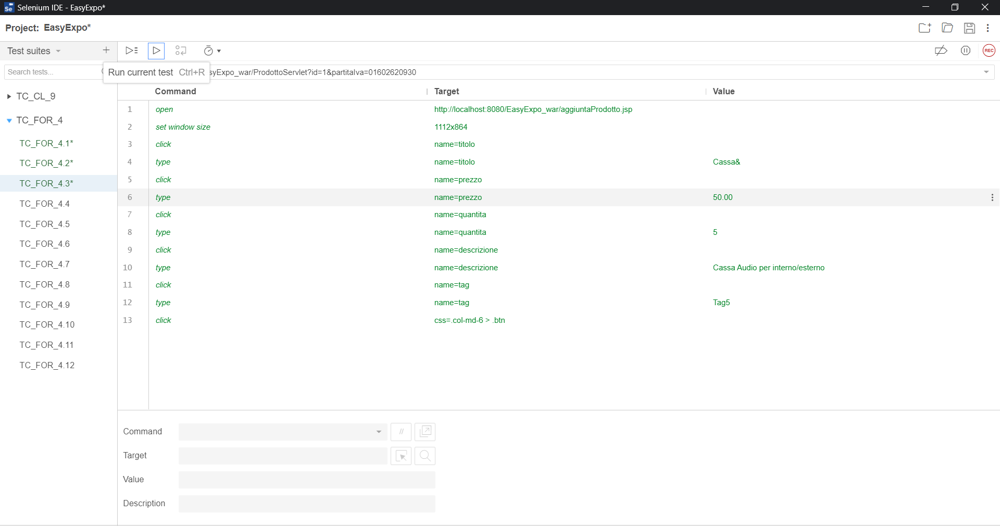 Selenium IDE - EasyExpo*
Project: EasyExpo*
Test suites
Search tests...
Run current test Ctrl+R
syExpo_war/ProdottoServlet?id=1&partitaIva=01602620930
REC
Command Target Value
TC_CL_9
TC_FOR_4
TC_FOR_4.1*
TC_FOR_4.2*
TC_FOR_4.3*
TC_FOR_4.4
TC_FOR_4.5
TC_FOR_4.6
TC_FOR_4.7
TC_FOR_4.8
TC_FOR_4.9
TC_FOR_4.10
TC_FOR_4.11
TC_FOR_4.12
1 open http://localhost:8080/EasyExpo_war/aggiuntaProdotto.jsp
2 set window size 1112x864
3 click name=titolo
4 type name=titolo Cassa&
5 click name=prezzo
6 type name=prezzo 50.00
7 click name=quantita
8 type name=quantita 5
9 click name=descrizione
10 type name=descrizione Cassa Audio per interno/esterno
11 click name=tag
12 type name=tag Tag5
13 click css=.col-md-6 > .btn
Command //
Target
Value
Description